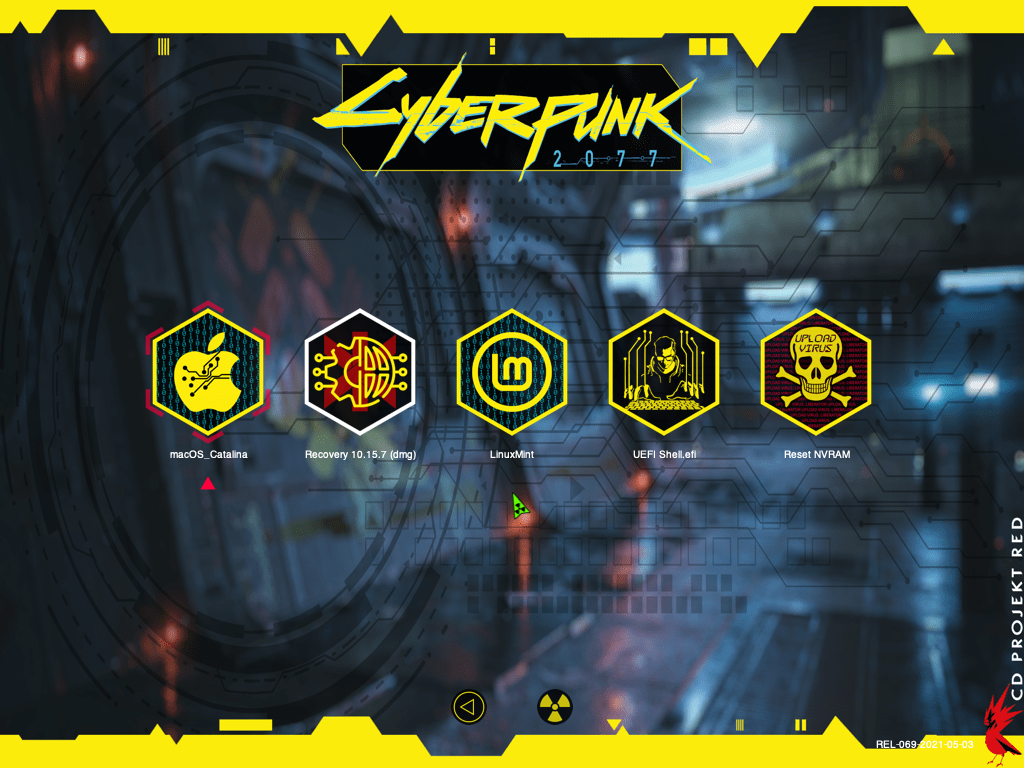 CYBERPUNK
2077
UPLOAD
VIRUS
macOS_Catalina
Recovery 10.15.7 (dmg)
LinuxMint
UEFI Shell.efi
Reset NVRAM
CD PROJEKT RED
REL-069-2021-05-03